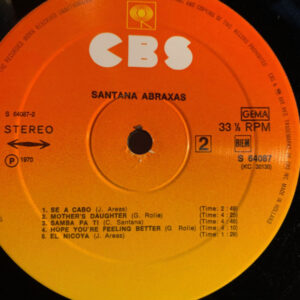 CBS
SANTANA ABRAXAS
S 64087-2
STEREO
P 1970
GEMA
33 ⅓ RPM
2
BIEM
S 64087
(KC 30130)
1. SE A CABO (J. Areas) (Time: 2:49)
2. MOTHER'S DAUGHTER (G. Rolie) (Time: 4:25)
3. SAMBA PA TI (C. Santana) (Time: 4:45)
4. HOPE YOU'RE FEELING BETTER (G. Rolie) (Time: 4:10)
5. EL NICOYA (J. Areas) (Time: 1:29)